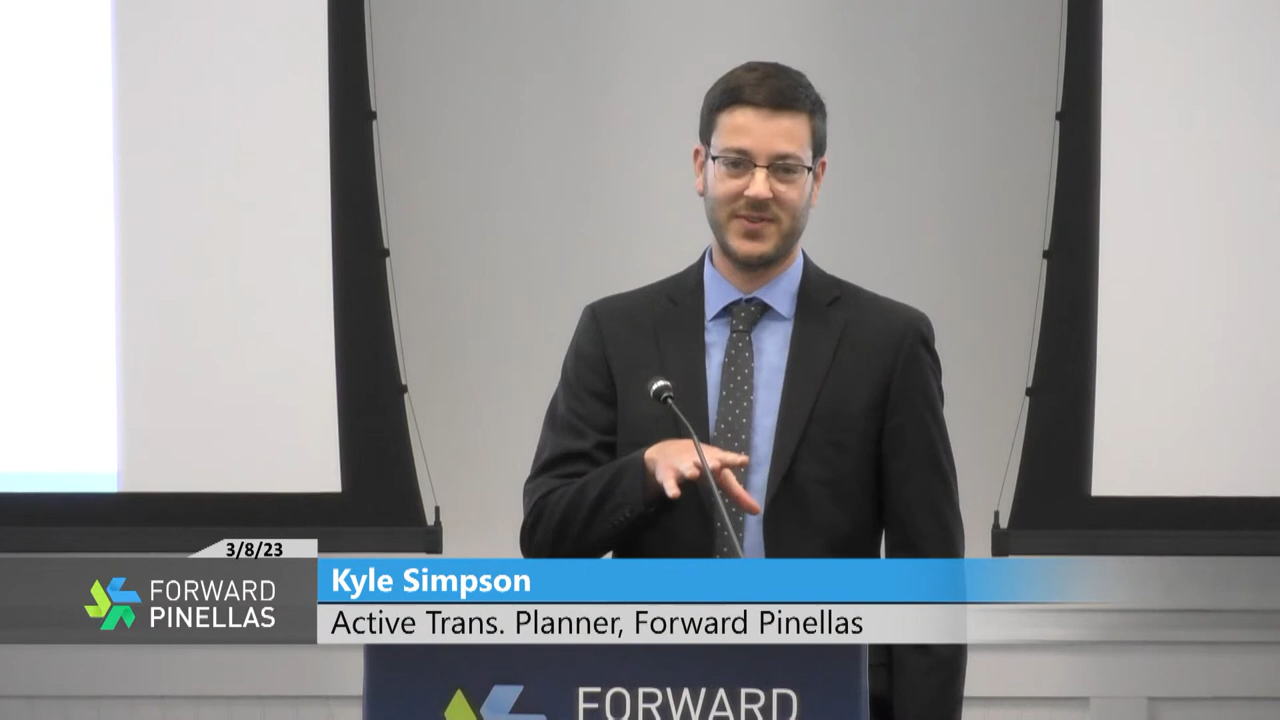 3/8/23
FORWARD
PINELLAS
Kyle Simpson
Active Trans. Planner, Forward Pinellas
FORWARD